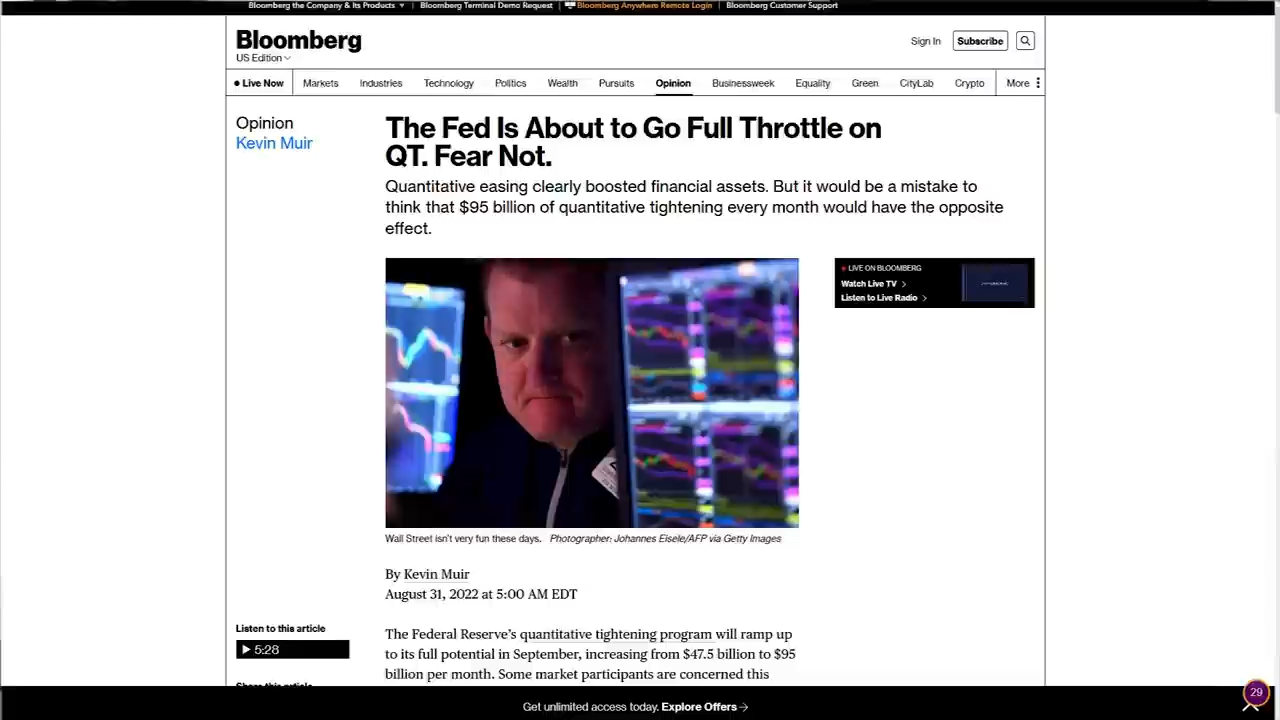 Bloomberg the Company & Its Products
Bloomberg Terminal Demo Request
Bloomberg Anywhere Remote Login
Bloomberg Customer Support
Bloomberg
US Edition
Sign In
Subscribe
Live Now
Markets
Industries
Technology
Politics
Wealth
Pursuits
Opinion
Businessweek
Equality
Green
CityLab
Crypto
More
Opinion
Kevin Muir
The Fed Is About to Go Full Throttle on
QT. Fear Not.
Quantitative easing clearly boosted financial assets. But it would be a mistake to
think that $95 billion of quantitative tightening every month would have the opposite
effect.
LIVE ON BLOOMBERG
Watch Live TV
Listen to Live Radio
Wall Street isn't very fun these days. Photographer: Johannes Eisele/AFP via Getty Images
By Kevin Muir
August 31, 2022 at 5:00 AM EDT
Listen to this article
5:28
Share this article
The Federal Reserve's quantitative tightening program will ramp up
to its full potential in September, increasing from $47.5 billion to $95
billion per month. Some market participants are concerned this
Get unlimited access today. Explore Offers
29